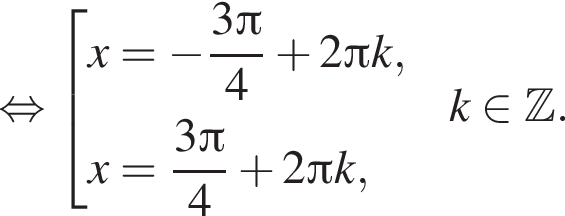 ⇔ [ x = −3π/4 + 2πk,
x = 3π/4 + 2πk,
k ∈ ℤ.